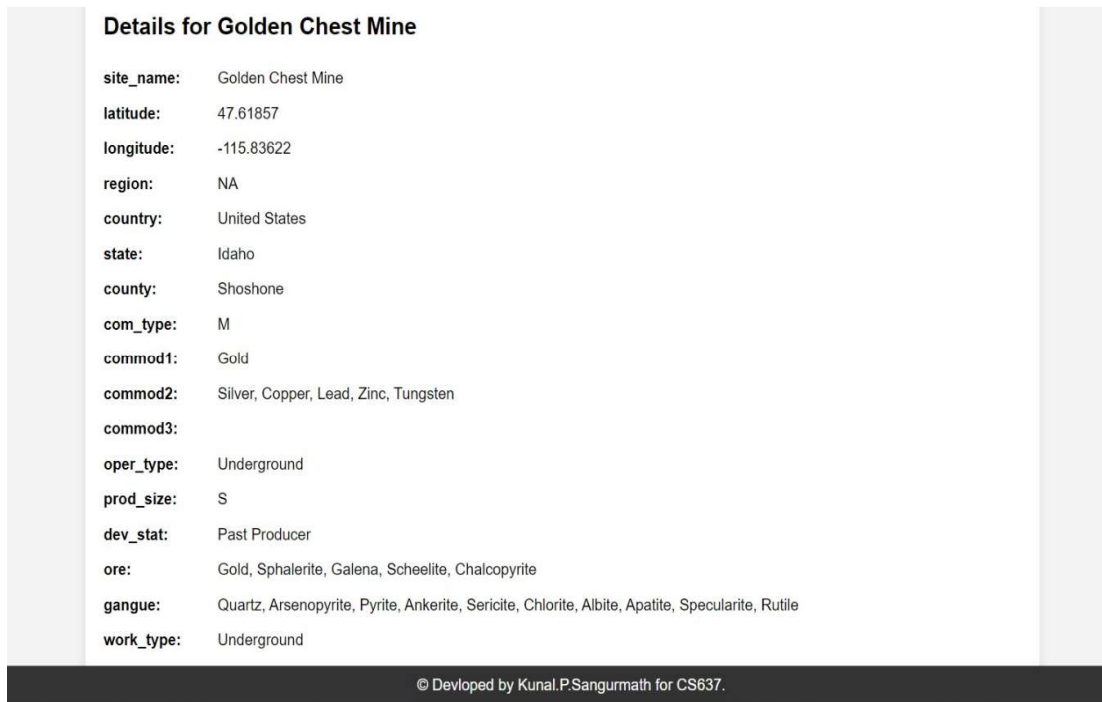 Details for Golden Chest Mine
site_name: Golden Chest Mine
latitude: 47.61857
longitude: -115.83622
region: NA
country: United States
state: Idaho
county: Shoshone
com_type: M
commod1: Gold
commod2: Silver, Copper, Lead, Zinc, Tungsten
commod3:
oper_type: Underground
prod_size: S
dev_stat: Past Producer
ore: Gold, Sphalerite, Galena, Scheelite, Chalcopyrite
gangue: Quartz, Arsenopyrite, Pyrite, Ankerite, Sericite, Chlorite, Albite, Apatite, Specularite, Rutile
work_type: Underground
© Devloped by Kunal.P.Sangurmath for CS637.